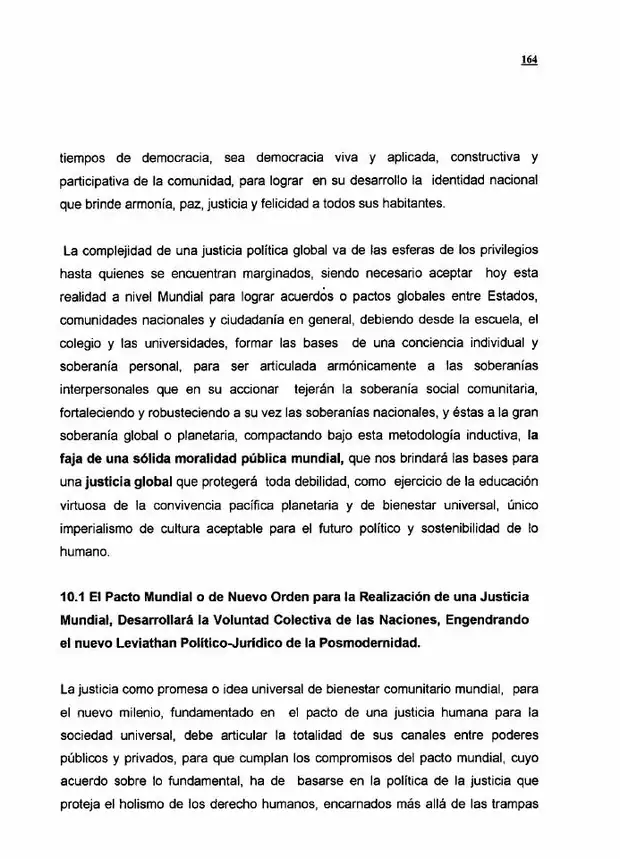 164
tiempos de democracia, sea democracia viva y aplicada, constructiva y
participativa de la comunidad, para lograr en su desarrollo la identidad nacional
que brinde armonía, paz, justicia y felicidad a todos sus habitantes.
La complejidad de una justicia política global va de las esferas de los privilegios
hasta quienes se encuentran marginados, siendo necesario aceptar hoy esta
realidad a nivel Mundial para lograr acuerdos o pactos globales entre Estados,
comunidades nacionales y ciudadanía en general, debiendo desde la escuela, el
colegio y las universidades, formar las bases de una conciencia individual y
soberanía personal, para ser articulada armónicamente a las soberanías
interpersonales que en su accionar tejerán la soberanía social comunitaria,
fortaleciendo y robusteciendo a su vez las soberanías nacionales, y éstas a la gran
soberanía global o planetaria, compactando bajo esta metodología inductiva, la
faja de una sólida moralidad pública mundial, que nos brindará las bases para
una justicia global que protegerá toda debilidad, como ejercicio de la educación
virtuosa de la convivencia pacífica planetaria y de bienestar universal, único
imperialismo de cultura aceptable para el futuro político y sostenibilidad de lo
humano.
10.1 El Pacto Mundial o de Nuevo Orden para la Realización de una Justicia
Mundial, Desarrollará la Voluntad Colectiva de las Naciones, Engendrando
el nuevo Leviathan Político-Jurídico de la Posmodernidad.
La justicia como promesa o idea universal de bienestar comunitario mundial, para
el nuevo milenio, fundamentado en el pacto de una justicia humana para la
sociedad universal, debe articular la totalidad de sus canales entre poderes
públicos y privados, para que cumplan los compromisos del pacto mundial, cuyo
acuerdo sobre lo fundamental, ha de basarse en la política de la justicia que
proteja el holismo de los derecho humanos, encarnados más allá de las trampas